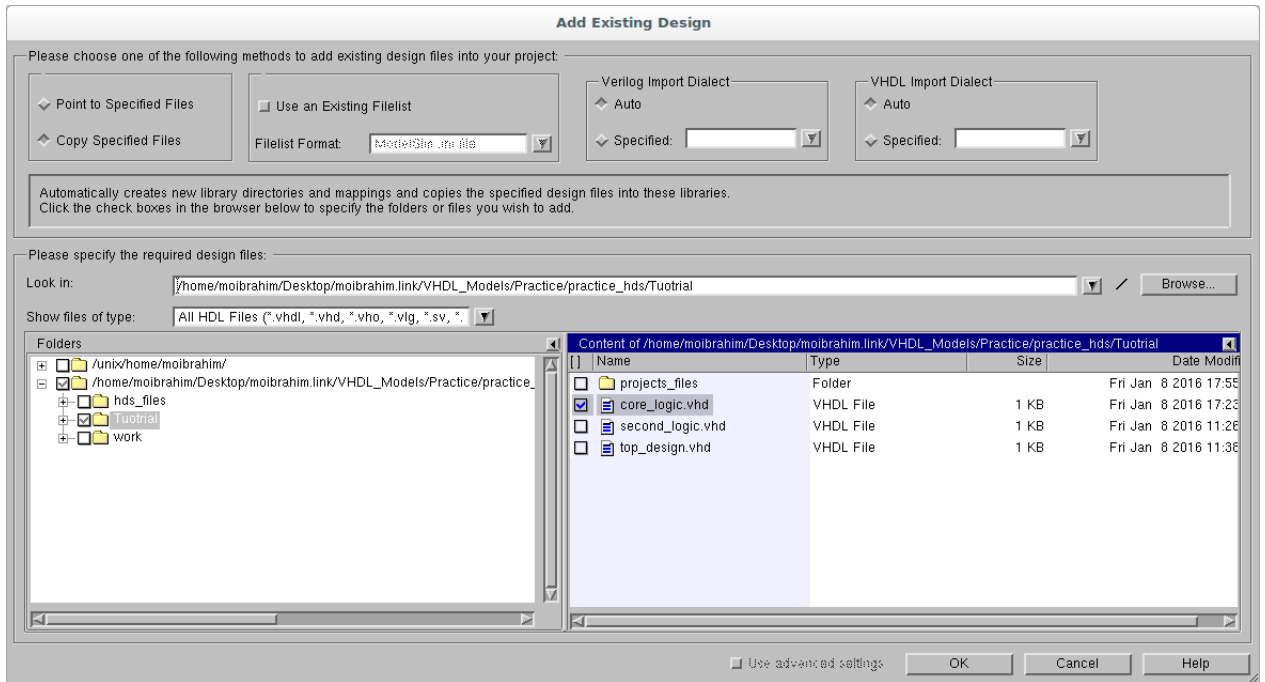 Add Existing Design
Please choose one of the following methods to add existing design files into your project:
Point to Specified Files
Copy Specified Files
Use an Existing Filelist
Filelist Format: ModelSim .ini file
Verilog Import Dialect
Auto
Specified:
VHDL Import Dialect
Auto
Specified:
Automatically creates new library directories and mappings and copies the specified design files into these libraries.
Click the check boxes in the browser below to specify the folders or files you wish to add.
Please specify the required design files:
Look in: /home/moibrahim/Desktop/moibrahim.link/VHDL_Models/Practice/practice_hds/Tuotrial / Browse...
Show files of type: All HDL Files (*.vhdl, *.vhd, *.vho, *.vlg, *.sv, *.
Folders
/unix/home/moibrahim/
/home/moibrahim/Desktop/moibrahim.link/VHDL_Models/Practice/practice_
hds_files
Tuotrial
work
Content of /home/moibrahim/Desktop/moibrahim.link/VHDL_Models/Practice/practice_hds/Tuotrial
[] Name Type Size Date Modifi
projects_files Folder Fri Jan 8 2016 17:55
core_logic.vhd VHDL File 1 KB Fri Jan 8 2016 17:23
second_logic.vhd VHDL File 1 KB Fri Jan 8 2016 11:26
top_design.vhd VHDL File 1 KB Fri Jan 8 2016 11:38
Use advanced settings OK Cancel Help